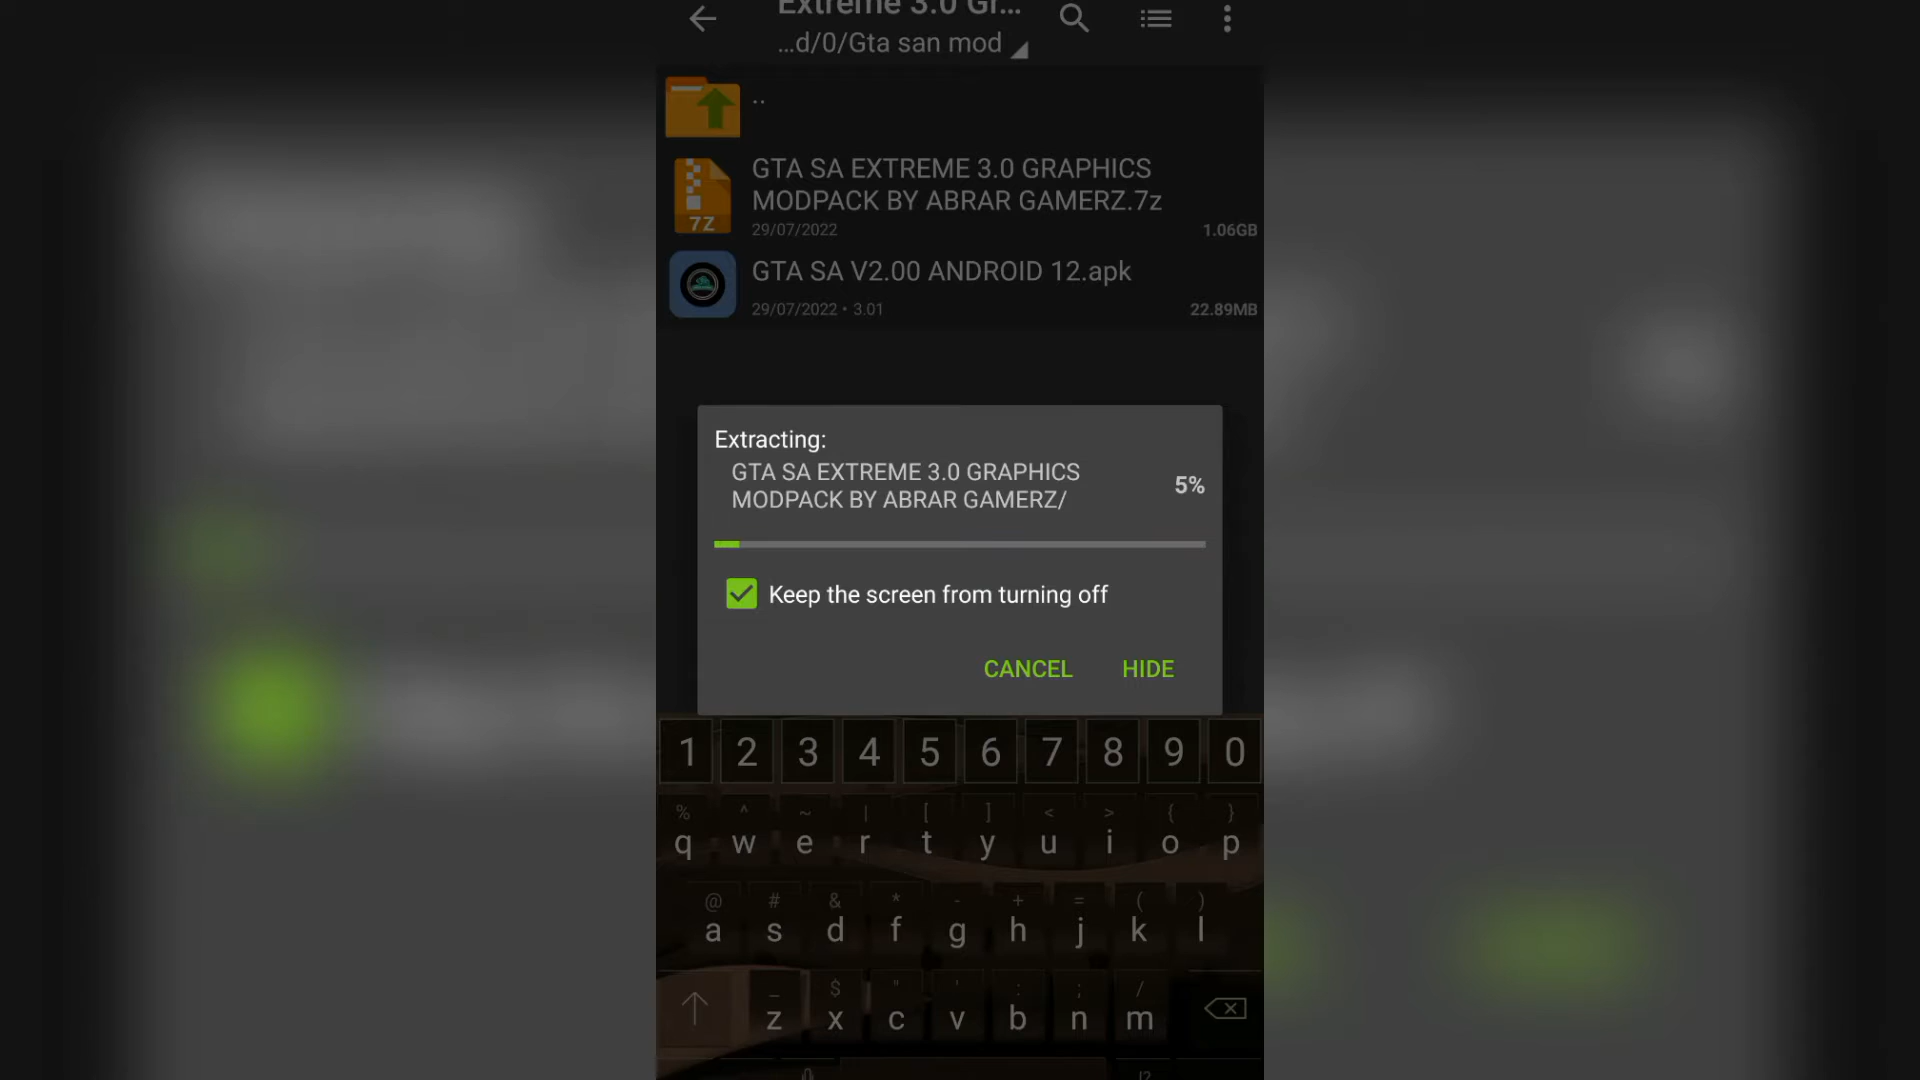 Extreme 3.0 Gr...
...d/0/Gta san mod
..
GTA SA EXTREME 3.0 GRAPHICS
MODPACK BY ABRAR GAMERZ.7z
7Z
29/07/2022
1.06GB
GTA SA V2.00 ANDROID 12.apk
29/07/2022 • 3.01
22.89MB
Extracting:
GTA SA EXTREME 3.0 GRAPHICS
MODPACK BY ABRAR GAMERZ/
5%
Keep the screen from turning off
CANCEL HIDE
1 2 3 4 5 6 7 8 9 0
% ^ ~ | [ ] < > { }
q w e r t y u i o p
@ # & * - + = ( )
a s d f g h j k l
_ $ " ' : ; /
z x c v b n m
!?